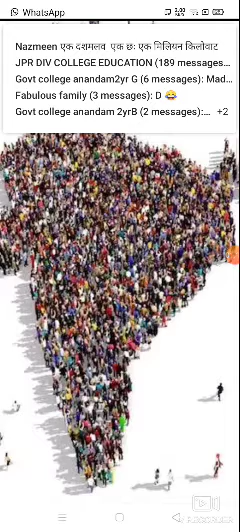 WhatsApp
Nazmeen एक दशमलव एक छः एक मिलियन किलोवाट
JPR DIV COLLEGE EDUCATION (189 messages...
Govt college anandam2yr G (6 messages): Mad...
Fabulous family (3 messages): D 😂
Govt college anandam 2yrB (2 messages):... +2
RECORDER